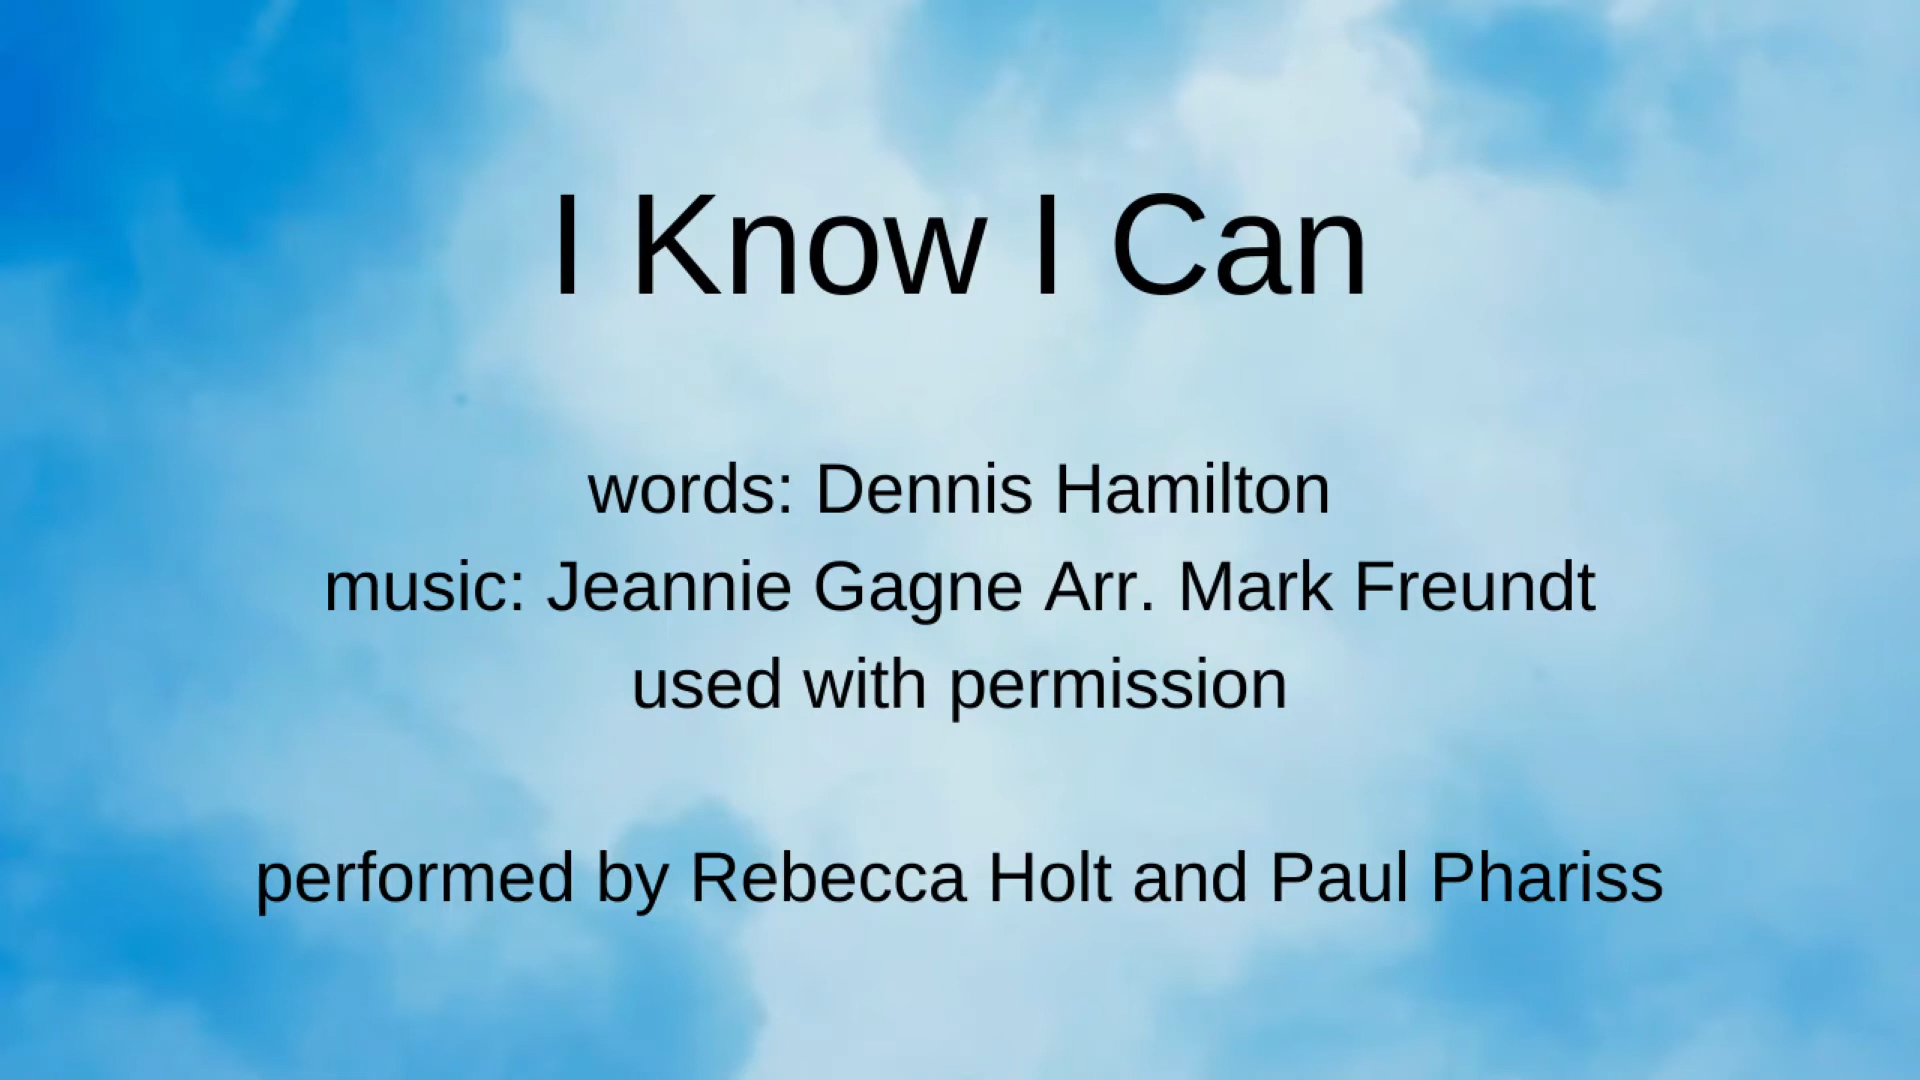 I Know I Can
words: Dennis Hamilton
music: Jeannie Gagne Arr. Mark Freundt
used with permission
performed by Rebecca Holt and Paul Phariss